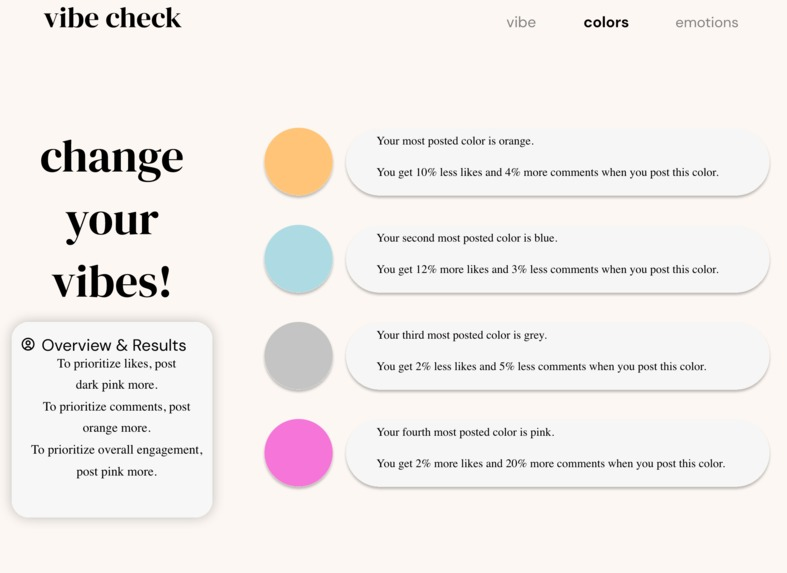 vibe check
vibe
colors
emotions
change
your
vibes!
Overview & Results
To prioritize likes, post
dark pink more.
To prioritize comments, post
orange more.
To prioritize overall engagement,
post pink more.
Your most posted color is orange.
You get 10% less likes and 4% more comments when you post this color.
Your second most posted color is blue.
You get 12% more likes and 3% less comments when you post this color.
Your third most posted color is grey.
You get 2% less likes and 5% less comments when you post this color.
Your fourth most posted color is pink.
You get 2% more likes and 20% more comments when you post this color.